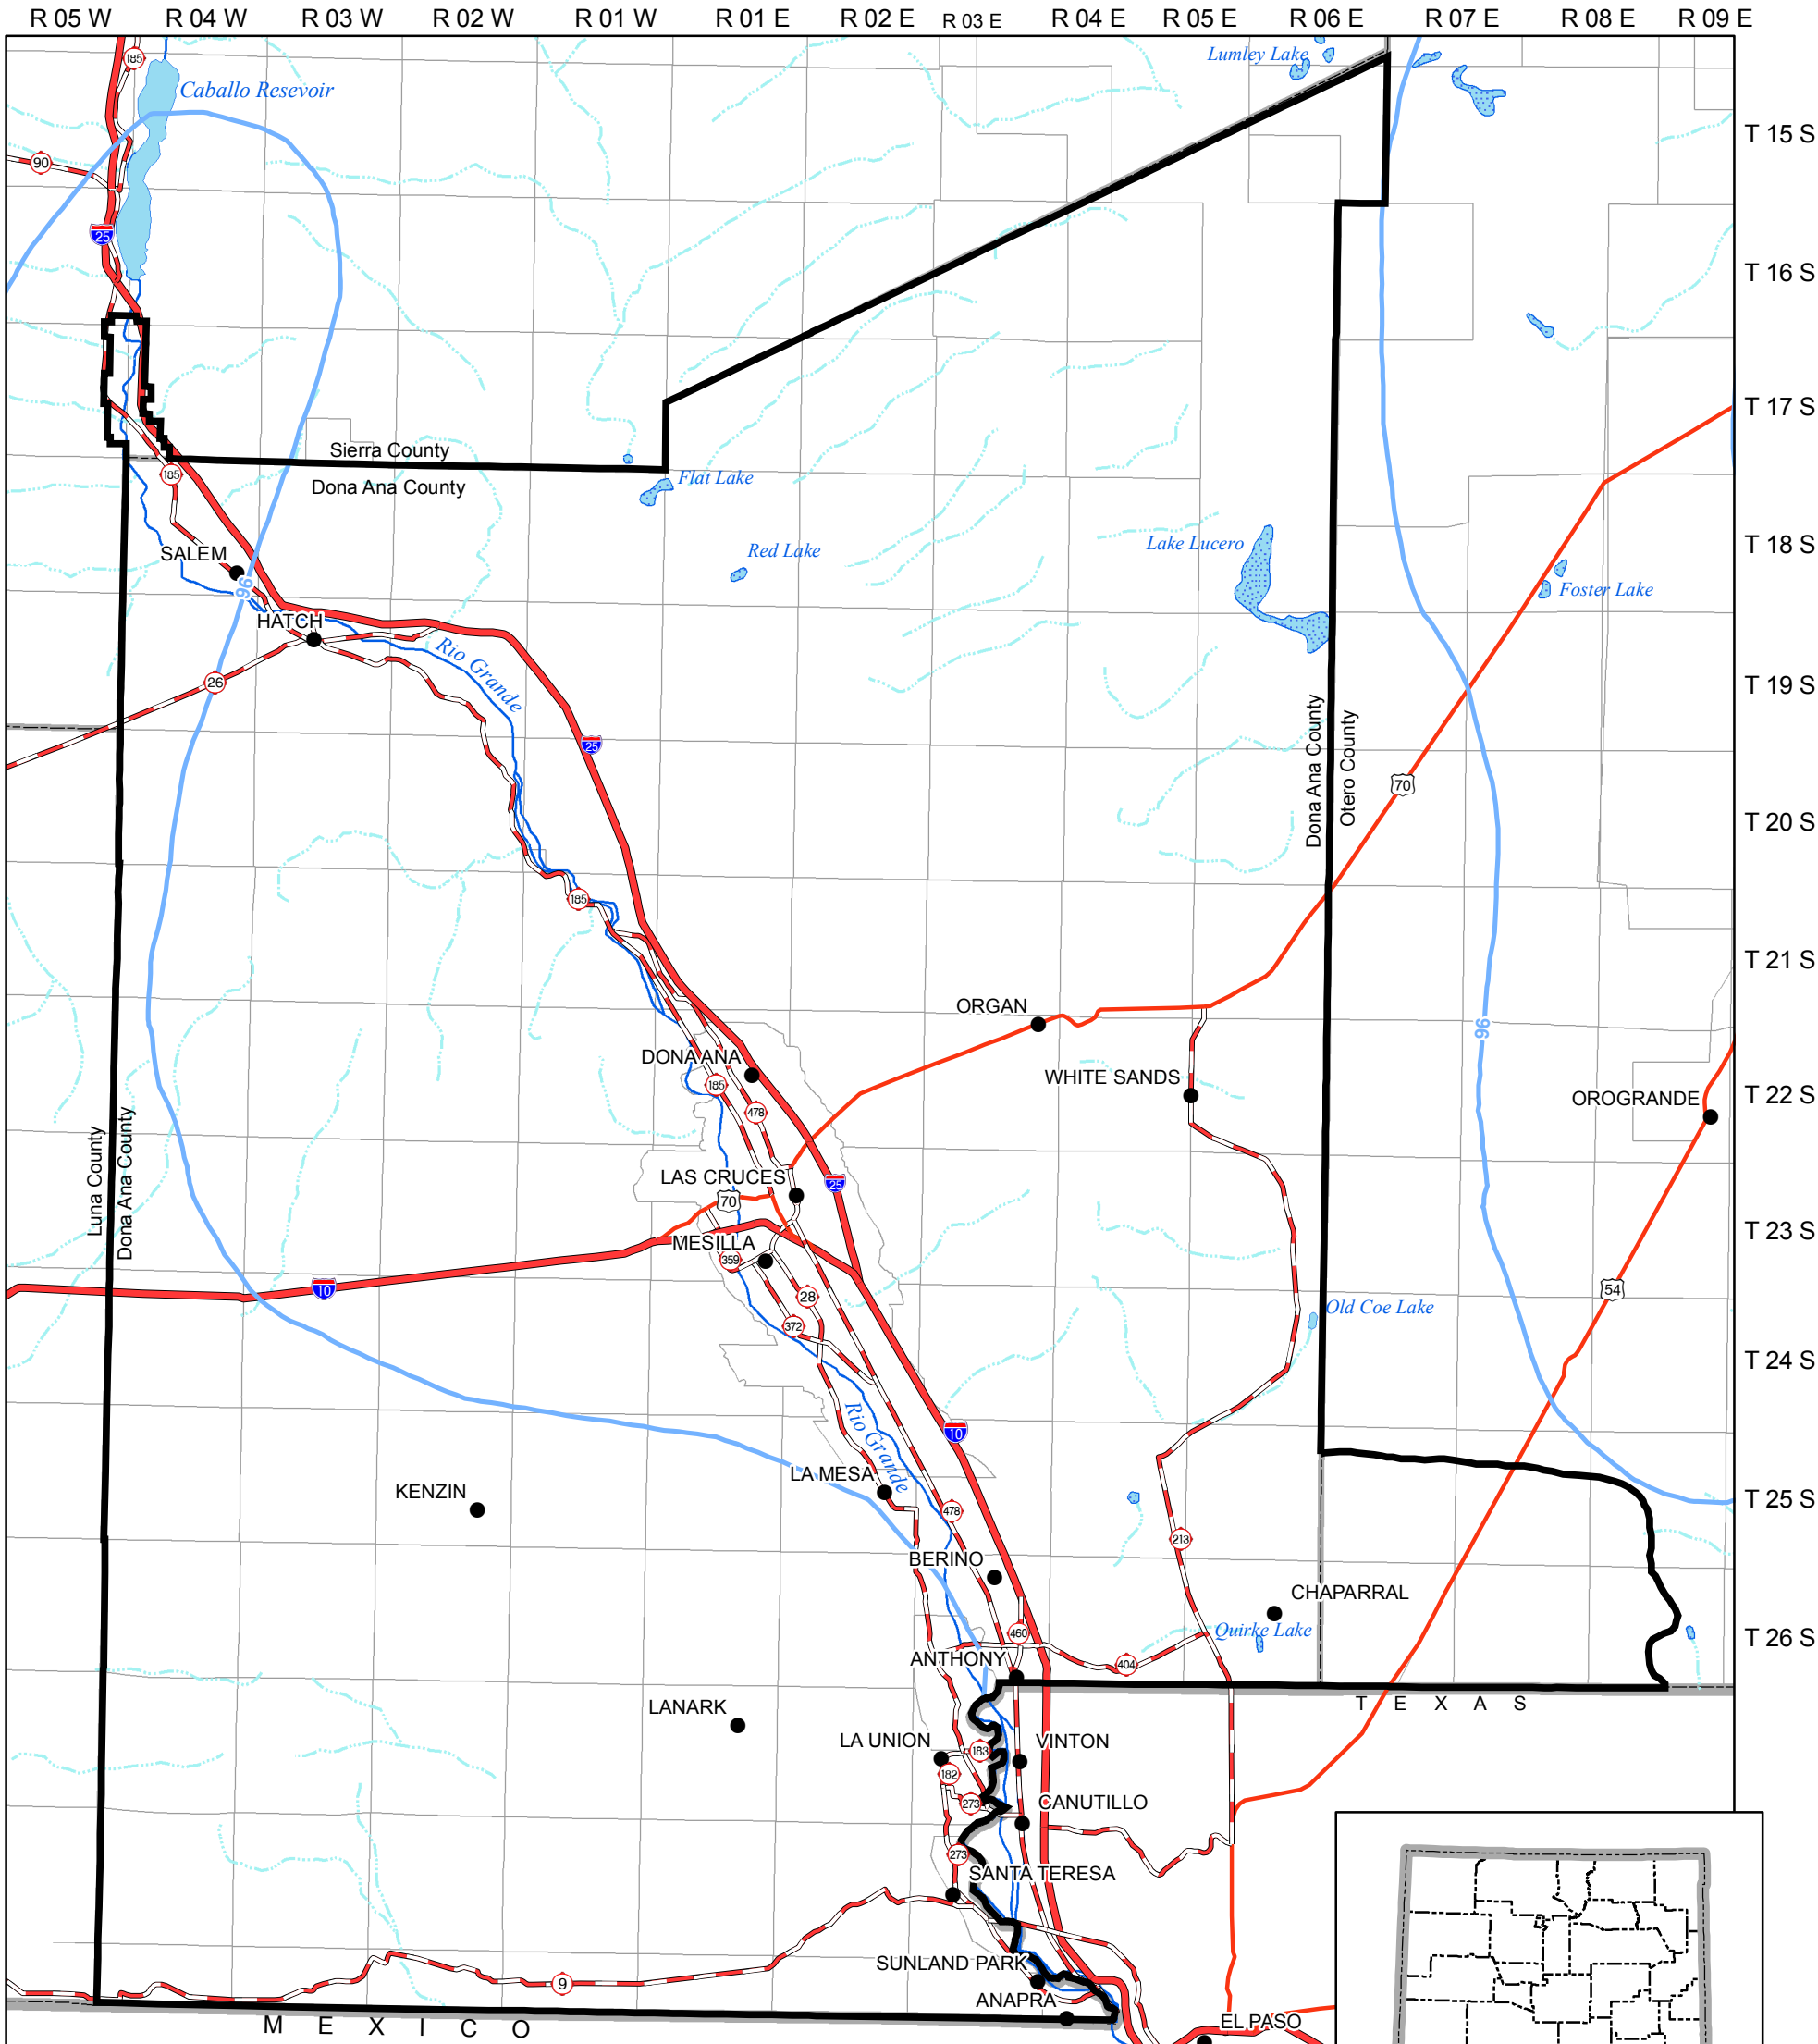 R 05 W R 04 W R 03 W R 02 W R 01 W R 01 E R 02 E R 03 E R 04 E R 05 E R 06 E R 07 E R 08 E R 09 E
185
Lumley Lake
Caballo Resevoir
T 15 S
90
25
T 16 S
T 17 S
Sierra County
185
Flat Lake
Dona Ana County
SALEM
Red Lake
Lake Lucero
T 18 S
96
Foster Lake
HATCH
Rio Grande
26
T 19 S
25
Dona Ana County
Otero County
70
T 20 S
185
T 21 S
ORGAN
96
DONA ANA
185
WHITE SANDS
T 22 S
478
OROGRANDE
Luna County
Dona Ana County
LAS CRUCES
25
70
T 23 S
MESILLA
359
10
28
54
Old Coe Lake
372
T 24 S
Rio Grande
10
LA MESA
KENZIN
T 25 S
478
213
BERINO
CHAPARRAL
460
Quirke Lake
T 26 S
ANTHONY
404
TEXAS
LANARK
LA UNION
183
VINTON
182
273
CANUTILLO
273
SANTA TERESA
SUNLAND PARK
9
ANAPRA
EL PASO
MEXICO